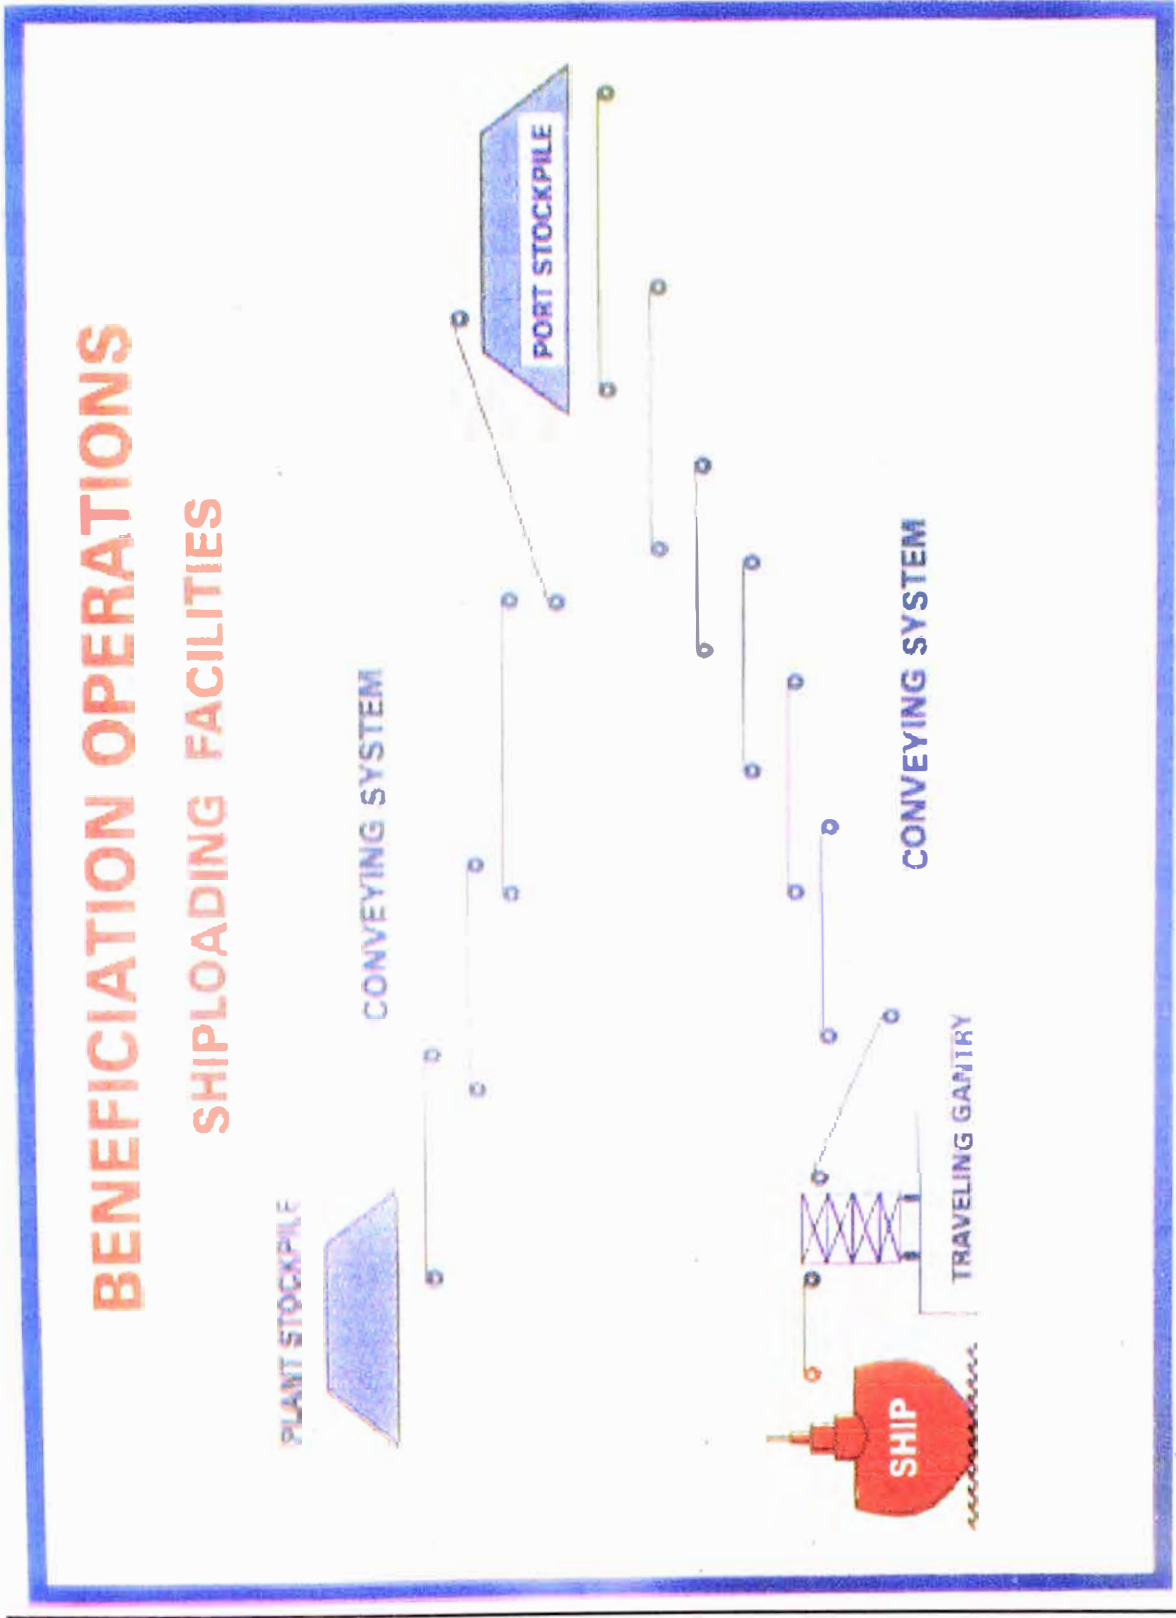 BENEFICIATION OPERATIONS
SHIPLOADING FACILITIES
PLANT STOCKPILE
CONVEYING SYSTEM
PORT STOCKPILE
SHIP
TRAVELING GANTRY
CONVEYING SYSTEM